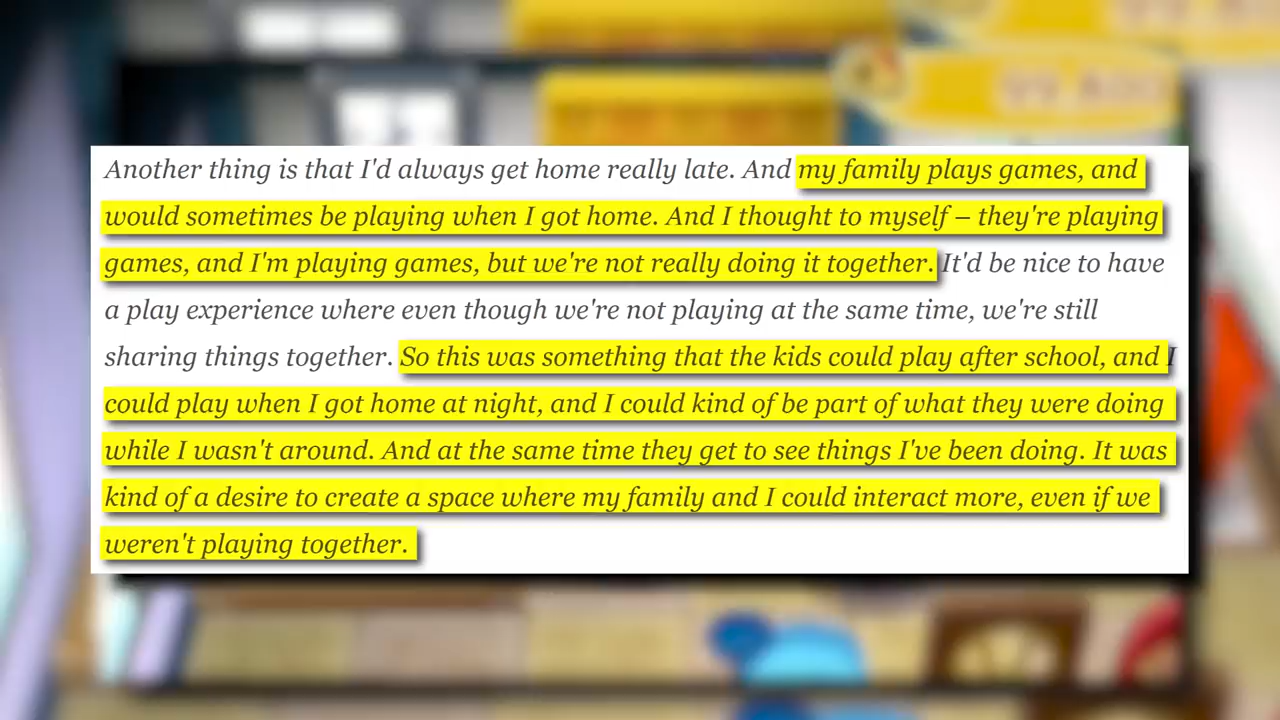 Another thing is that I'd always get home really late. And my family plays games, and
would sometimes be playing when I got home. And I thought to myself – they're playing
games, and I'm playing games, but we're not really doing it together. It'd be nice to have
a play experience where even though we're not playing at the same time, we're still
sharing things together. So this was something that the kids could play after school, and I
could play when I got home at night, and I could kind of be part of what they were doing
while I wasn't around. And at the same time they get to see things I've been doing. It was
kind of a desire to create a space where my family and I could interact more, even if we
weren't playing together.